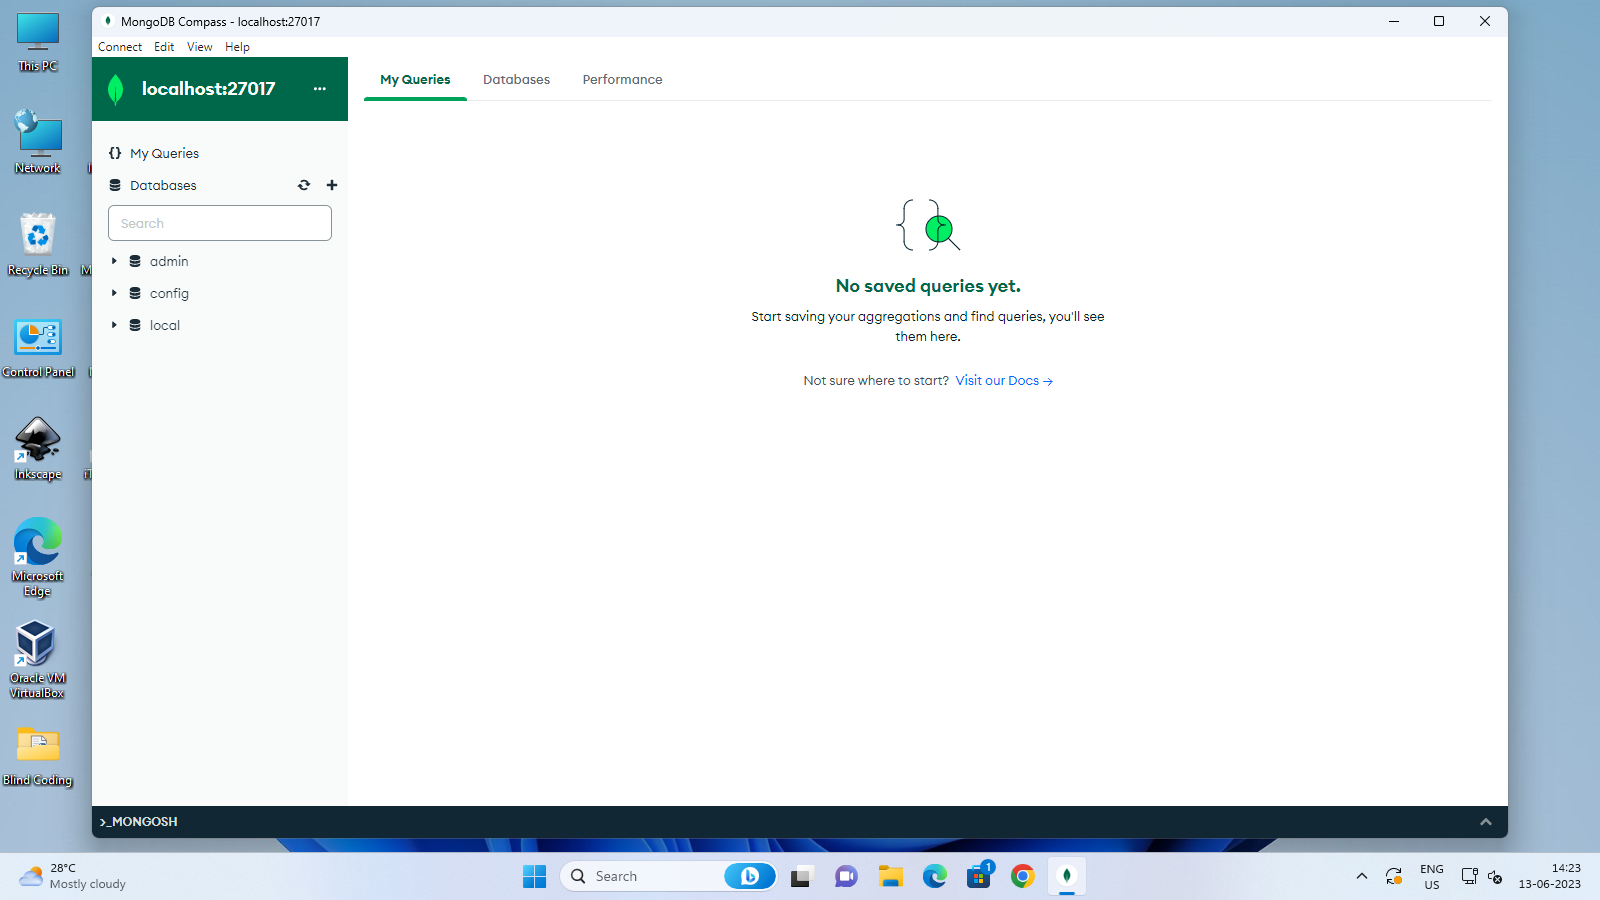 MongoDB Compass - localhost:27017
Connect Edit View Help
localhost:27017
My Queries Databases Performance
My Queries
Databases
Search
admin
config
local
No saved queries yet.
Start saving your aggregations and find queries, you'll see
them here.
Not sure where to start? Visit our Docs →
>_MONGOSH
This PC
Network
Recycle Bin
Control Panel
Inkscape
Microsoft
Edge
Oracle VM
VirtualBox
Blind Coding
28°C
Mostly cloudy
Search
1
ENG
US
14:23
13-06-2023